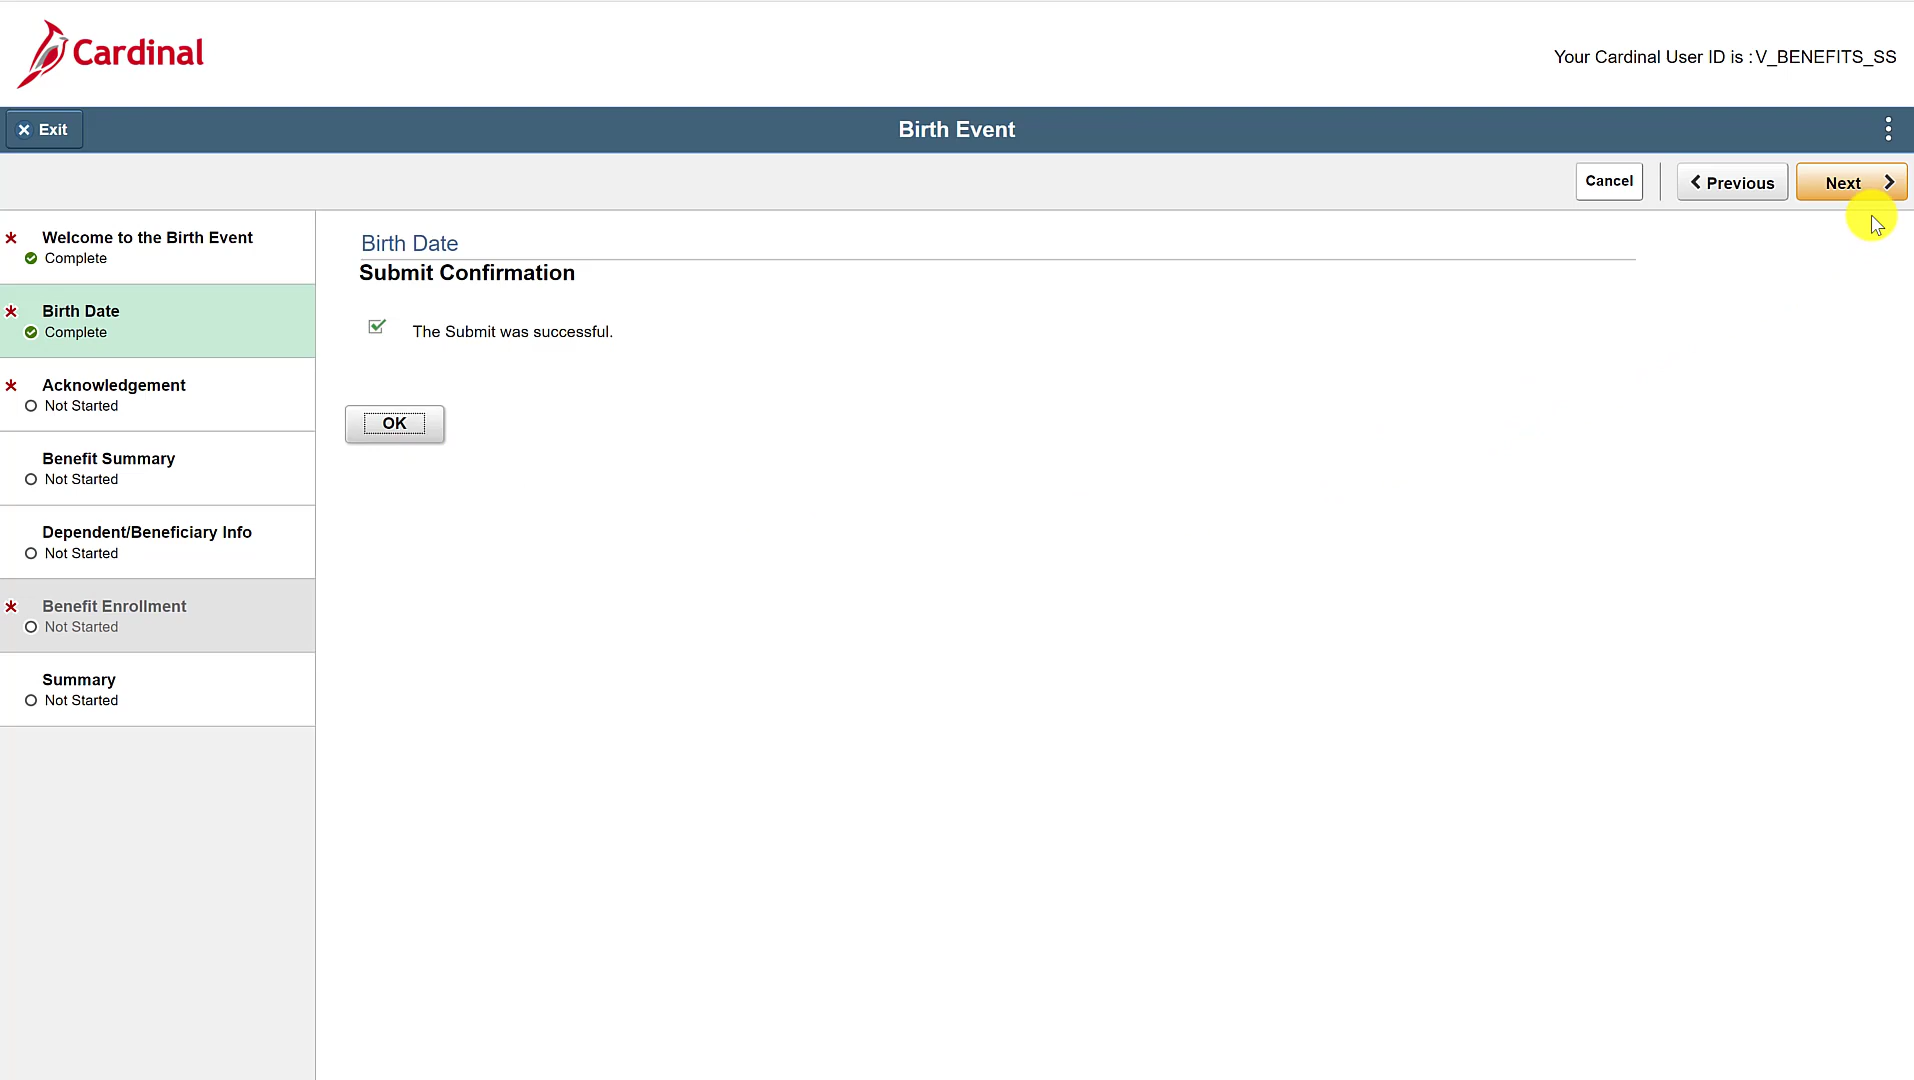 Cardinal
Your Cardinal User ID is : V_BENEFITS_SS
Exit
Birth Event
Cancel
Previous
Next
Welcome to the Birth Event
Complete
Birth Date
Complete
Acknowledgement
Not Started
Benefit Summary
Not Started
Dependent/Beneficiary Info
Not Started
Benefit Enrollment
Not Started
Summary
Not Started
Birth Date
Submit Confirmation
The Submit was successful.
OK